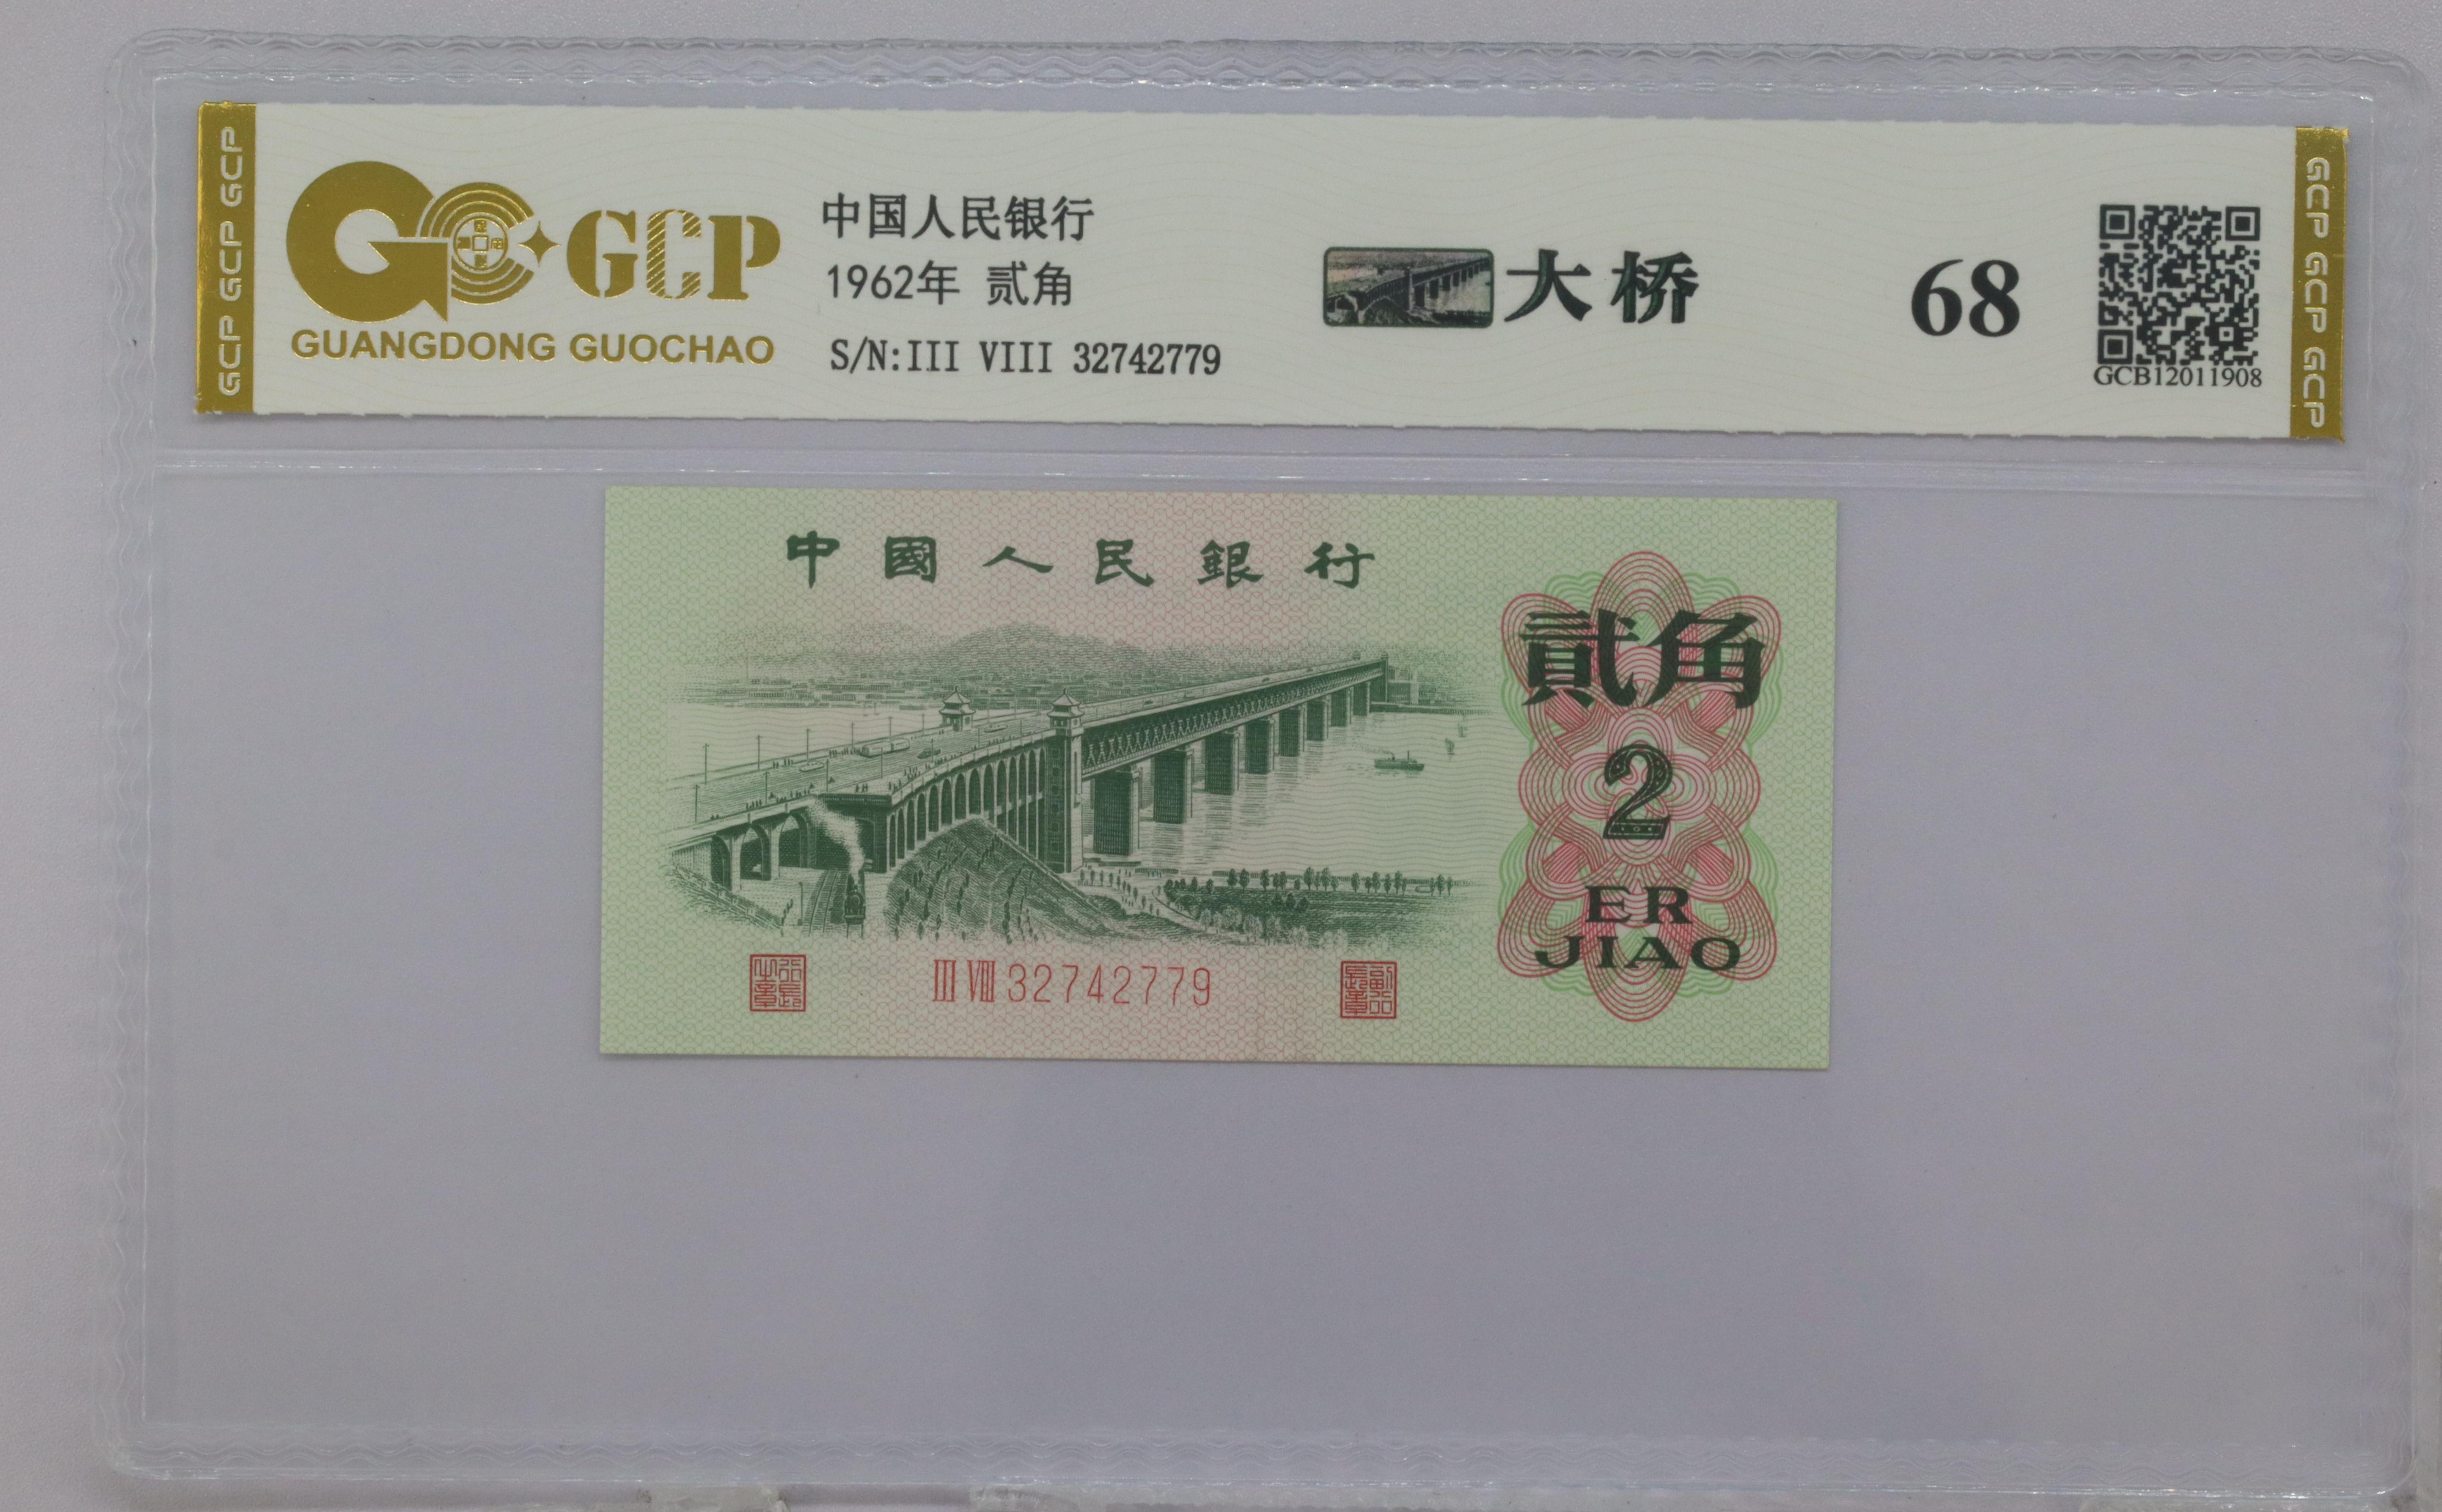 GCP GCP GCP
GCP
GUANGDONG GUOCHAO
中国人民银行
1962年 贰角
S/N:III VIII 32742779
大桥
68
GCB12011908
GCP GCP GCP
中國人民銀行
貳角
2
ER
JIAO
III VIII 32742779